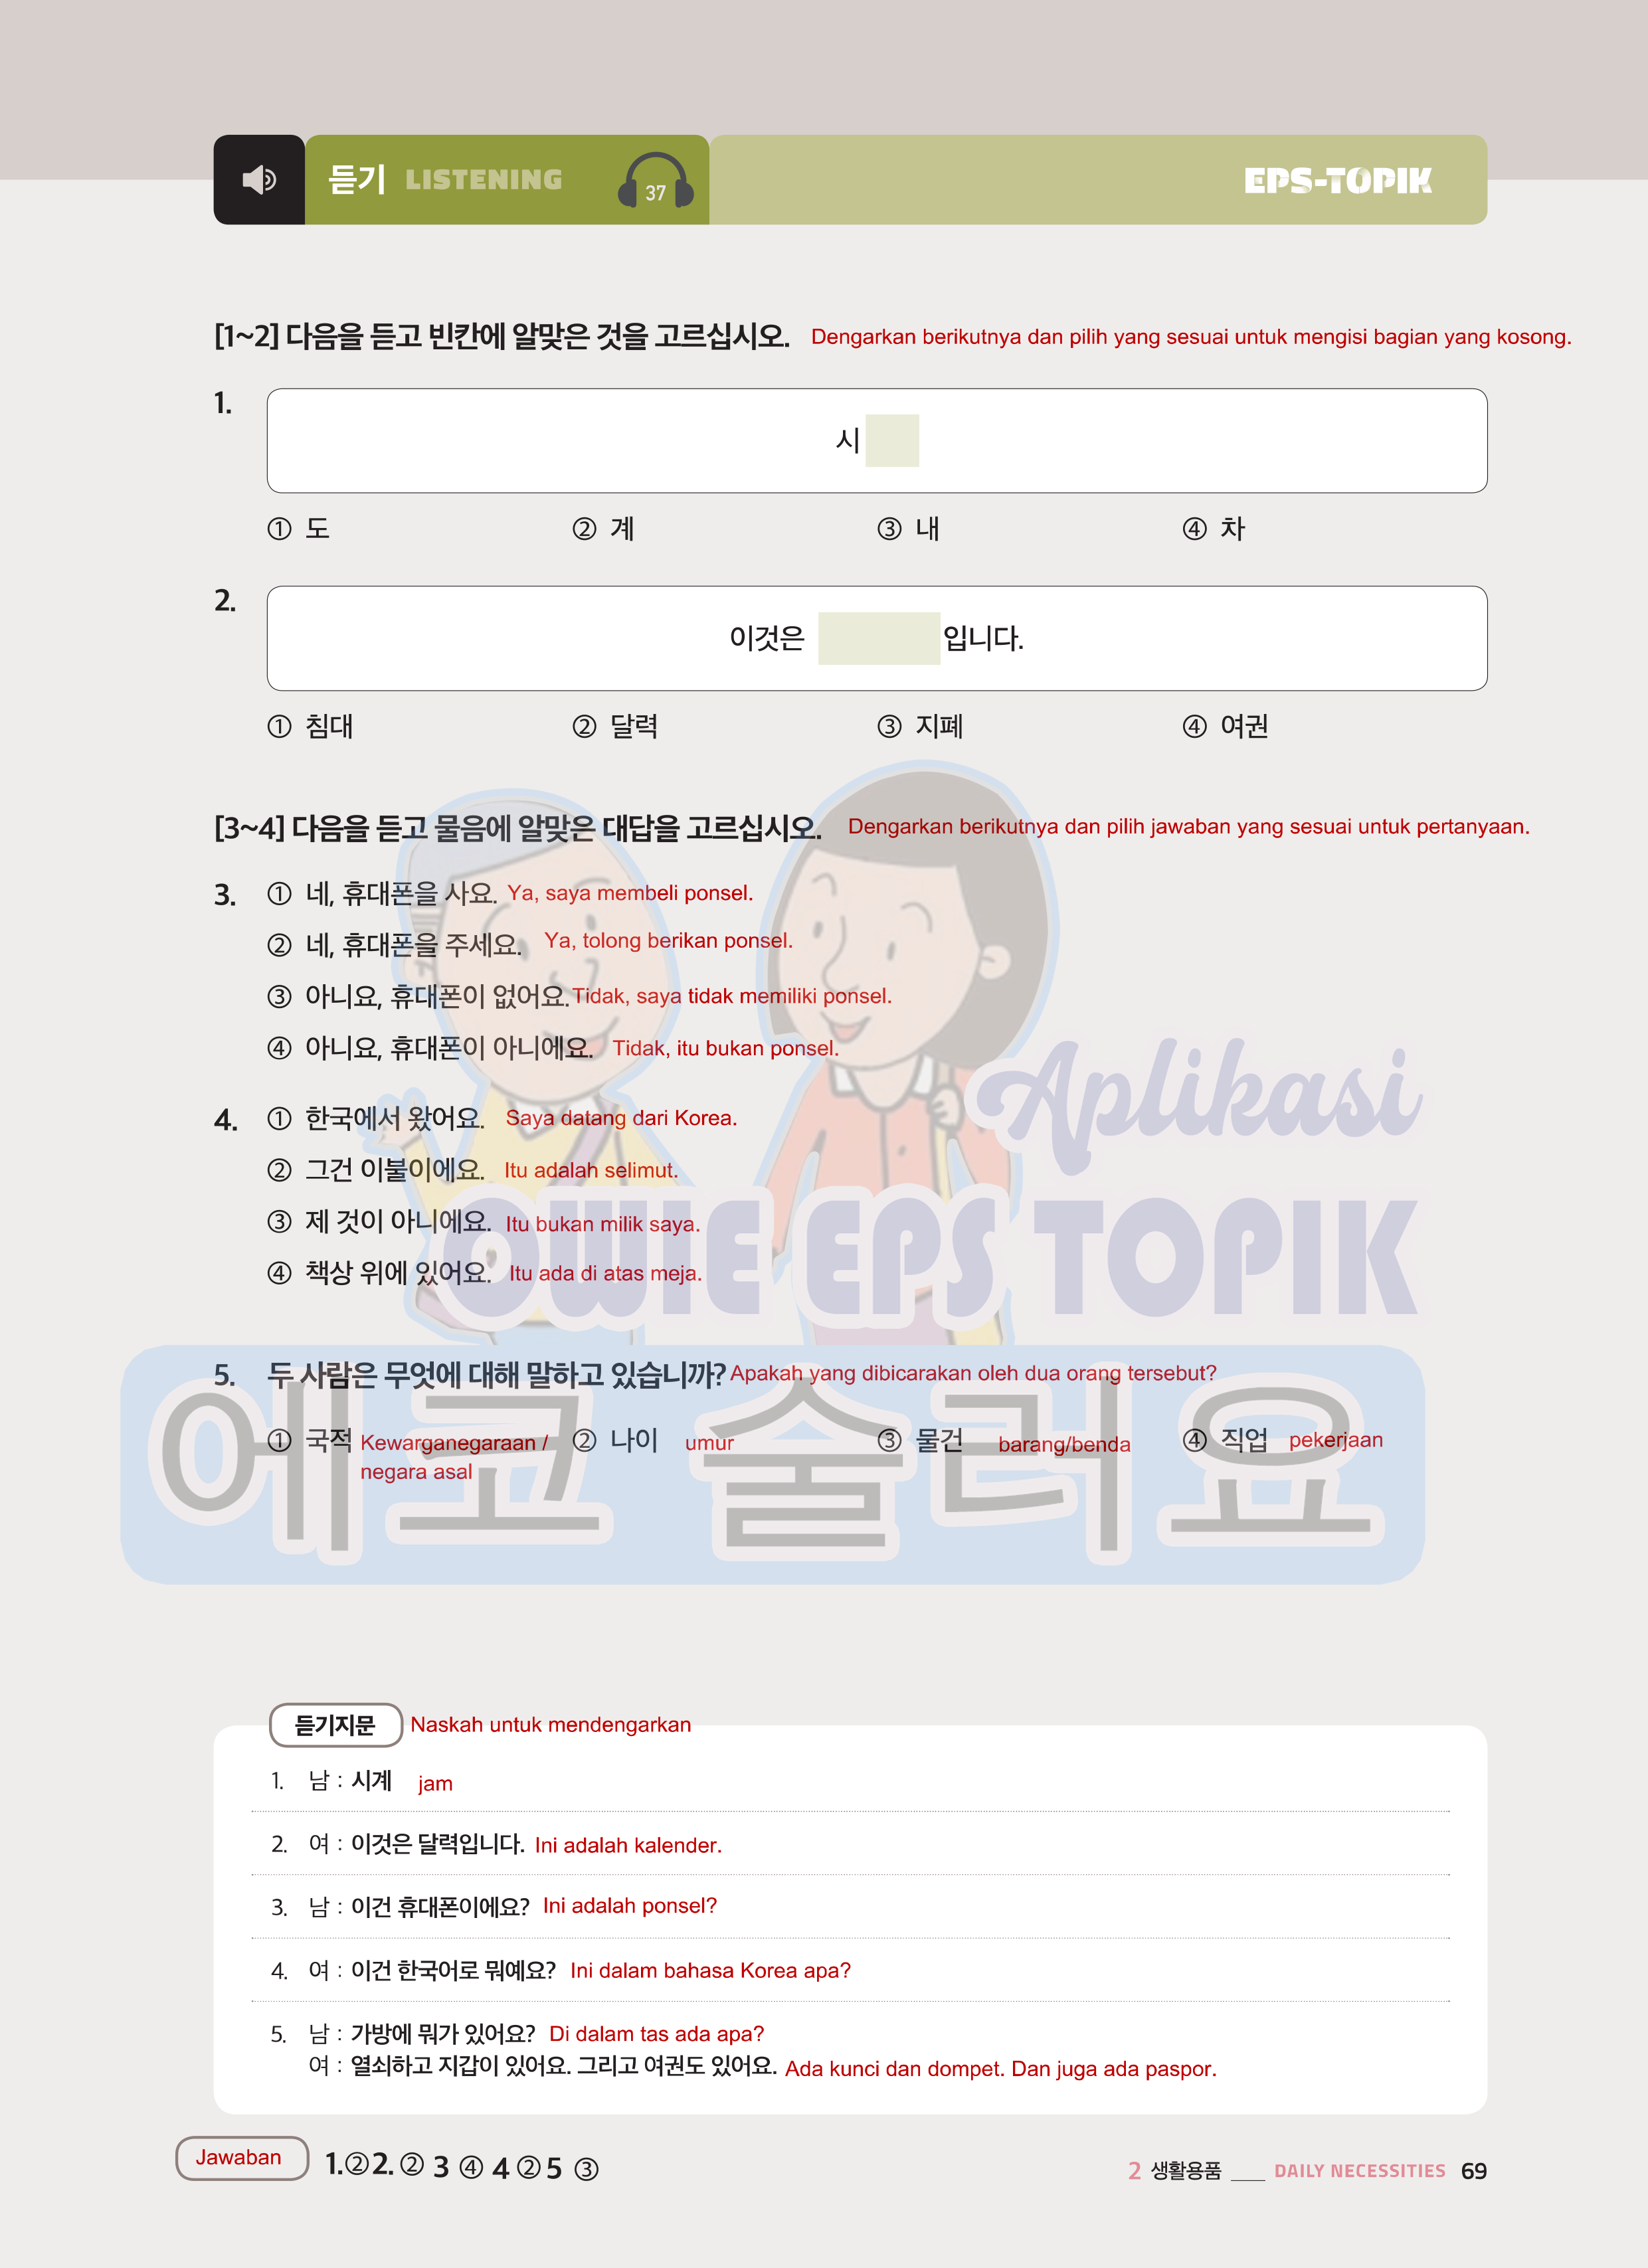 듣기 LISTENING 37 EPS-TOPIK
[1~2] 다음을 듣고 빈칸에 알맞은 것을 고르십시오. Dengarkan berikutnya dan pilih yang sesuai untuk mengisi bagian yang kosong.
1.
시
① 도 ② 계 ③ 내 ④ 차
2.
이것은 입니다.
① 침대 ② 달력 ③ 지폐 ④ 여권
[3~4] 다음을 듣고 물음에 알맞은 대답을 고르십시오. Dengarkan berikutnya dan pilih jawaban yang sesuai untuk pertanyaan.
3. ① 네, 휴대폰을 사요. Ya, saya membeli ponsel.
② 네, 휴대폰을 주세요. Ya, tolong berikan ponsel.
③ 아니요, 휴대폰이 없어요. Tidak, saya tidak memiliki ponsel.
④ 아니요, 휴대폰이 아니에요. Tidak, itu bukan ponsel.
Aplikasi
4. ① 한국에서 왔어요. Saya datang dari Korea.
② 그건 이불이에요. Itu adalah selimut.
③ 제 것이 아니에요. Itu bukan milik saya.
④ 책상 위에 있어요. Itu ada di atas meja.
OWIE EPS TOPIK
5. 두 사람은 무엇에 대해 말하고 있습니까? Apakah yang dibicarakan oleh dua orang tersebut?
① 국적 Kewarganegaraan / ② 나이 umur ③ 물건 barang/benda ④ 직업 pekerjaan
negara asal
에코 술러요
듣기지문 Naskah untuk mendengarkan
1. 남 : 시계 jam
2. 여 : 이것은 달력입니다. Ini adalah kalender.
3. 남 : 이건 휴대폰이에요? Ini adalah ponsel?
4. 여 : 이건 한국어로 뭐예요? Ini dalam bahasa Korea apa?
5. 남 : 가방에 뭐가 있어요? Di dalam tas ada apa?
여 : 열쇠하고 지갑이 있어요. 그리고 여권도 있어요. Ada kunci dan dompet. Dan juga ada paspor.
Jawaban 1.② 2. ② 3 ④ 4 ② 5 ③
2 생활용품 ___ DAILY NECESSITIES 69